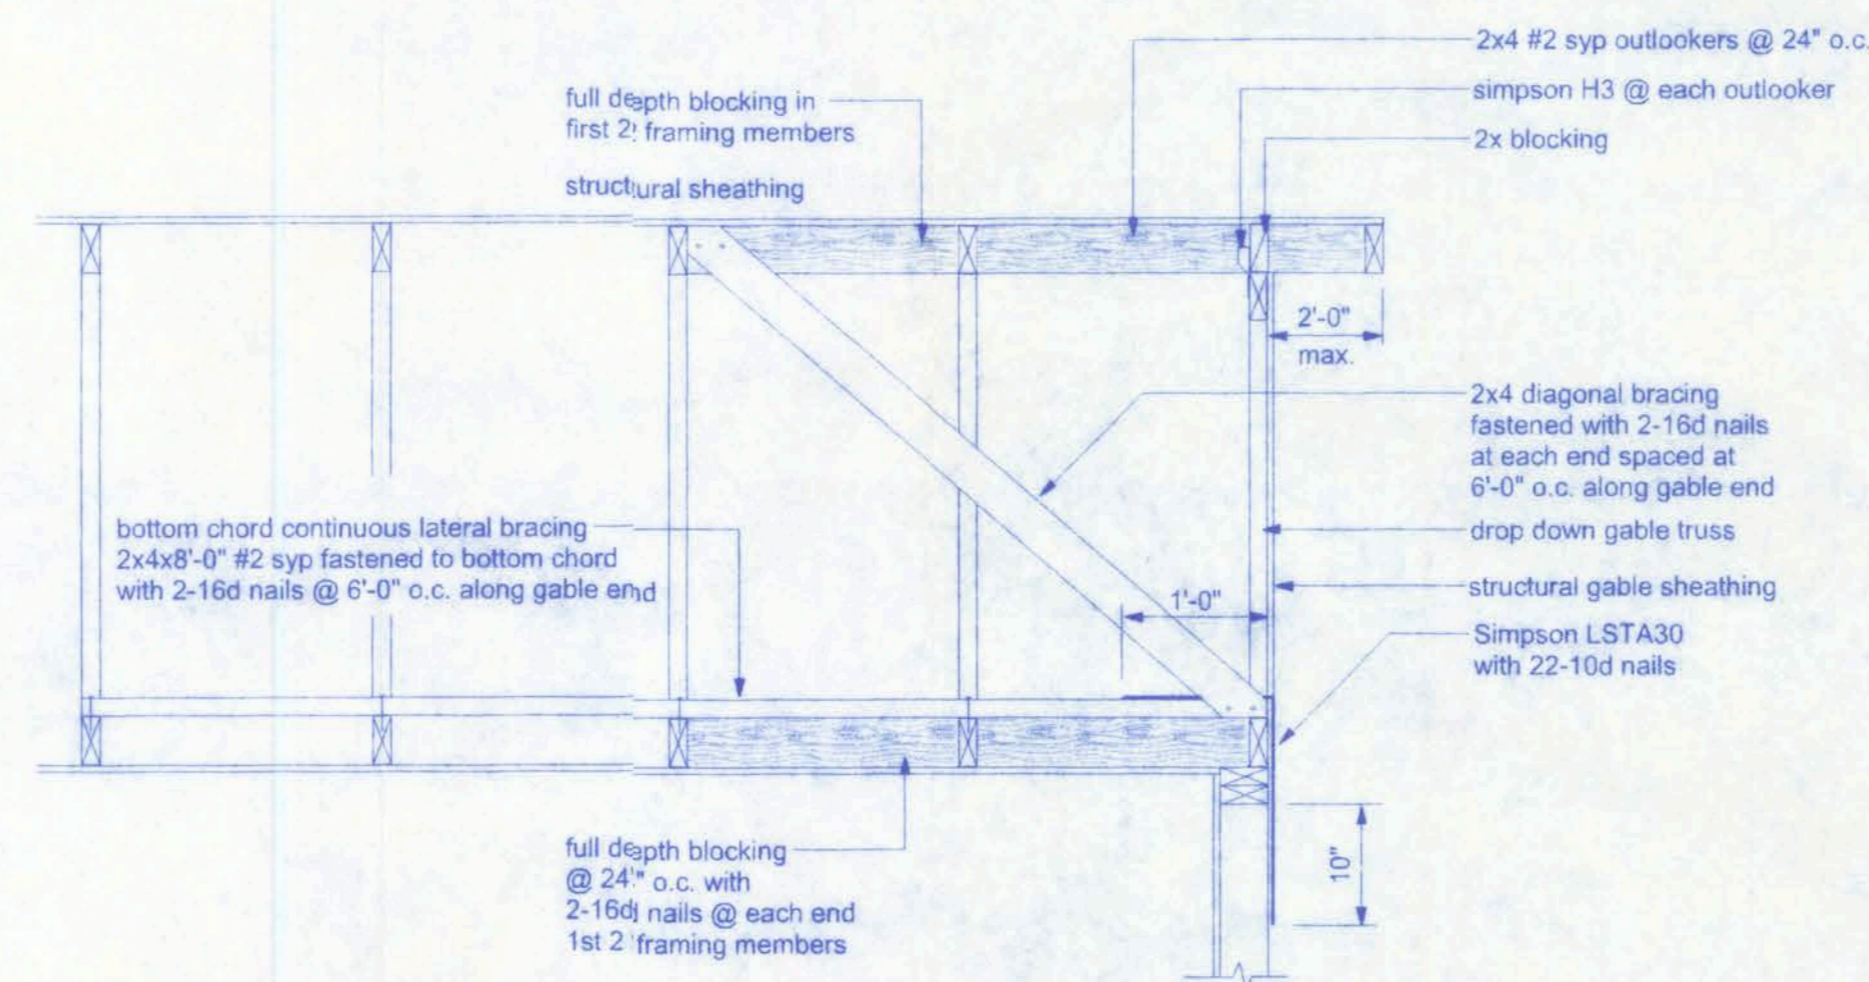 2x4 #2 syp outlookers @ 24" o.c.
simpson H3 @ each outlooker
2x blocking
full depth blocking in
first 2 framing members
structural sheathing
2'-0"
max.
2x4 diagonal bracing
fastened with 2-16d nails
at each end spaced at
6'-0" o.c. along gable end
drop down gable truss
structural gable sheathing
Simpson LSTA30
with 22-10d nails
bottom chord continuous lateral bracing
2x4x8'-0" #2 syp fastened to bottom chord
with 2-16d nails @ 6'-0" o.c. along gable end
1'-0"
full depth blocking
@ 24" o.c. with
2-16d nails @ each end
1st 2 framing members
10"